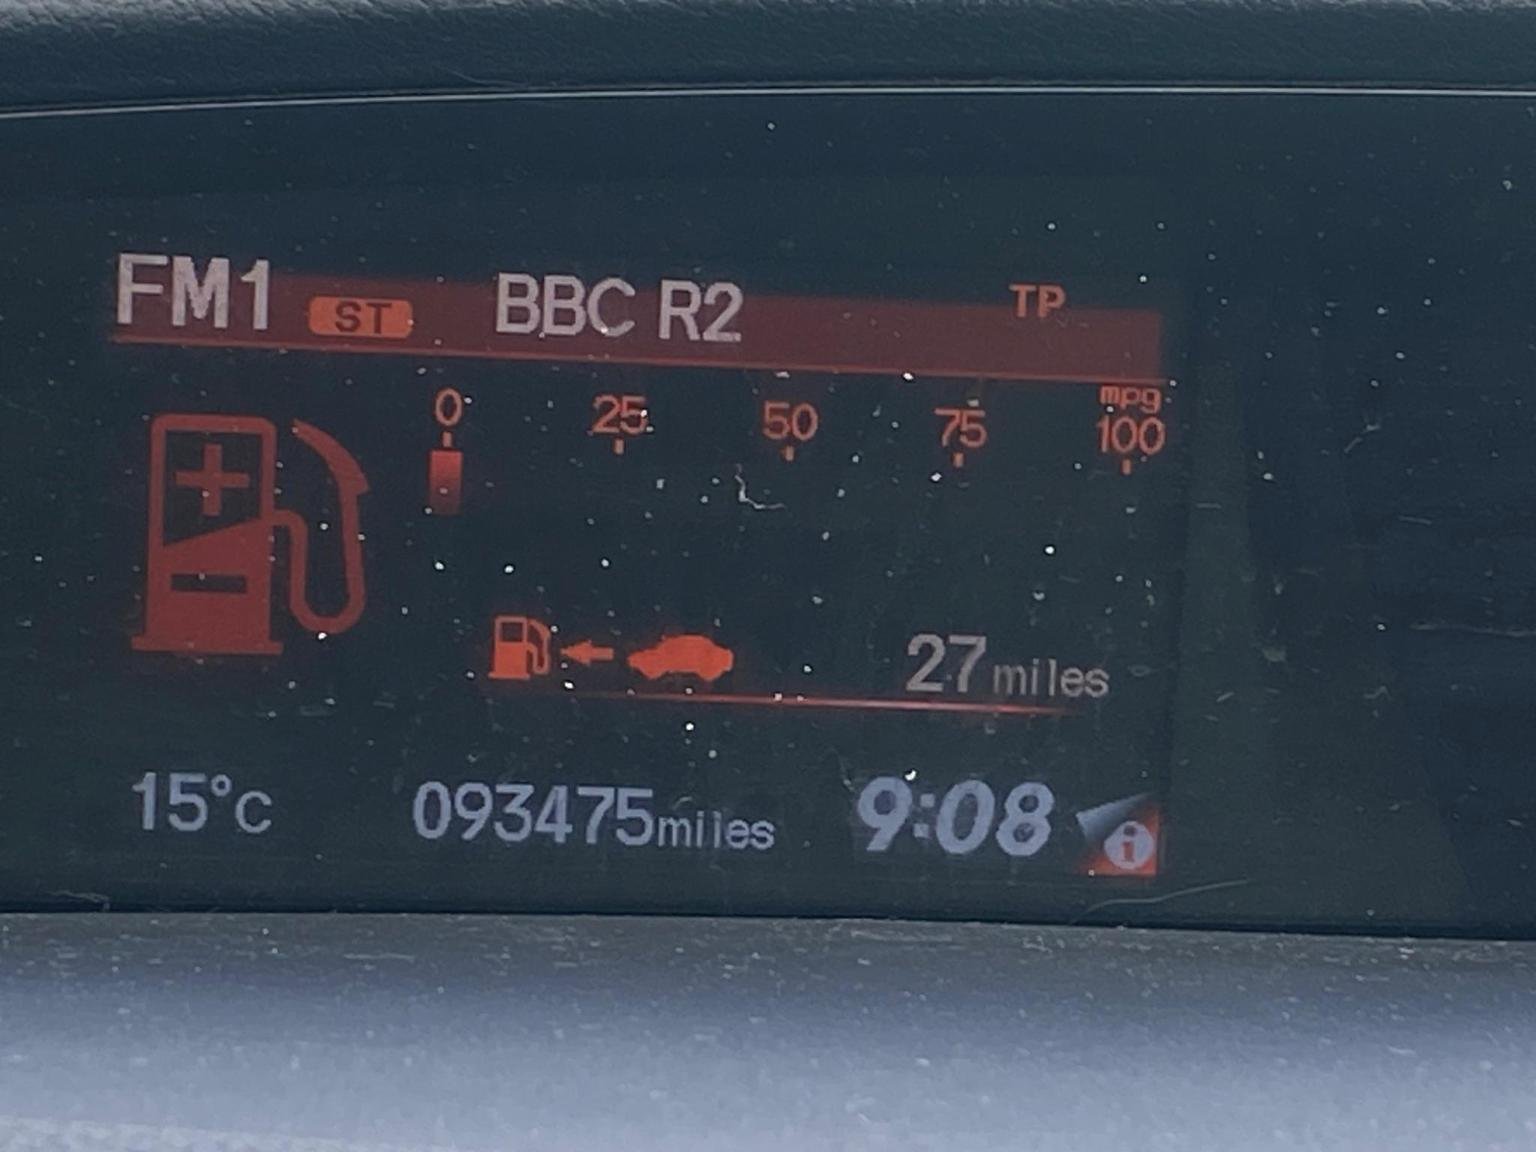 FM1 ST BBC R2 TP
mpg
0 25 50 75 100
27 miles
15°C 093475miles 9:08 i